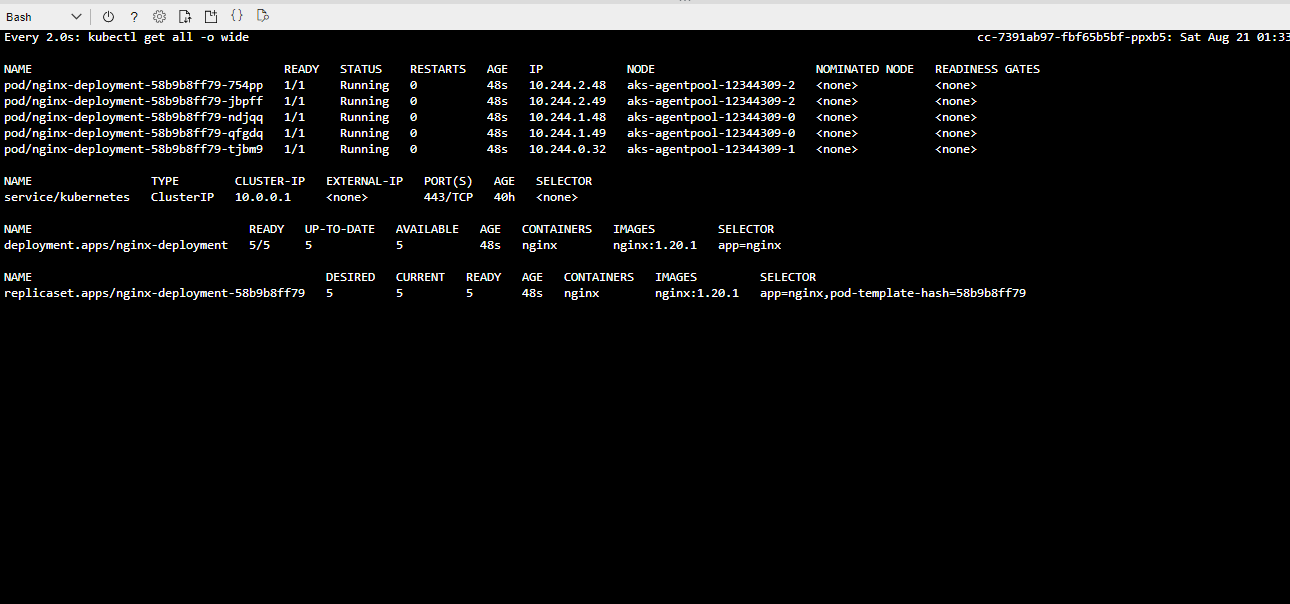 Bash
Every 2.0s: kubectl get all -o wide cc-7391ab97-fbf65b5bf-ppxb5: Sat Aug 21 01:33
NAME READY STATUS RESTARTS AGE IP NODE NOMINATED NODE READINESS GATES
pod/nginx-deployment-58b9b8ff79-754pp 1/1 Running 0 48s 10.244.2.48 aks-agentpool-12344309-2 <none> <none>
pod/nginx-deployment-58b9b8ff79-jbpff 1/1 Running 0 48s 10.244.2.49 aks-agentpool-12344309-2 <none> <none>
pod/nginx-deployment-58b9b8ff79-ndjqq 1/1 Running 0 48s 10.244.1.48 aks-agentpool-12344309-0 <none> <none>
pod/nginx-deployment-58b9b8ff79-qfgdq 1/1 Running 0 48s 10.244.1.49 aks-agentpool-12344309-0 <none> <none>
pod/nginx-deployment-58b9b8ff79-tjbm9 1/1 Running 0 48s 10.244.0.32 aks-agentpool-12344309-1 <none> <none>
NAME TYPE CLUSTER-IP EXTERNAL-IP PORT(S) AGE SELECTOR
service/kubernetes ClusterIP 10.0.0.1 <none> 443/TCP 40h <none>
NAME READY UP-TO-DATE AVAILABLE AGE CONTAINERS IMAGES SELECTOR
deployment.apps/nginx-deployment 5/5 5 5 48s nginx nginx:1.20.1 app=nginx
NAME DESIRED CURRENT READY AGE CONTAINERS IMAGES SELECTOR
replicaset.apps/nginx-deployment-58b9b8ff79 5 5 5 48s nginx nginx:1.20.1 app=nginx,pod-template-hash=58b9b8ff79